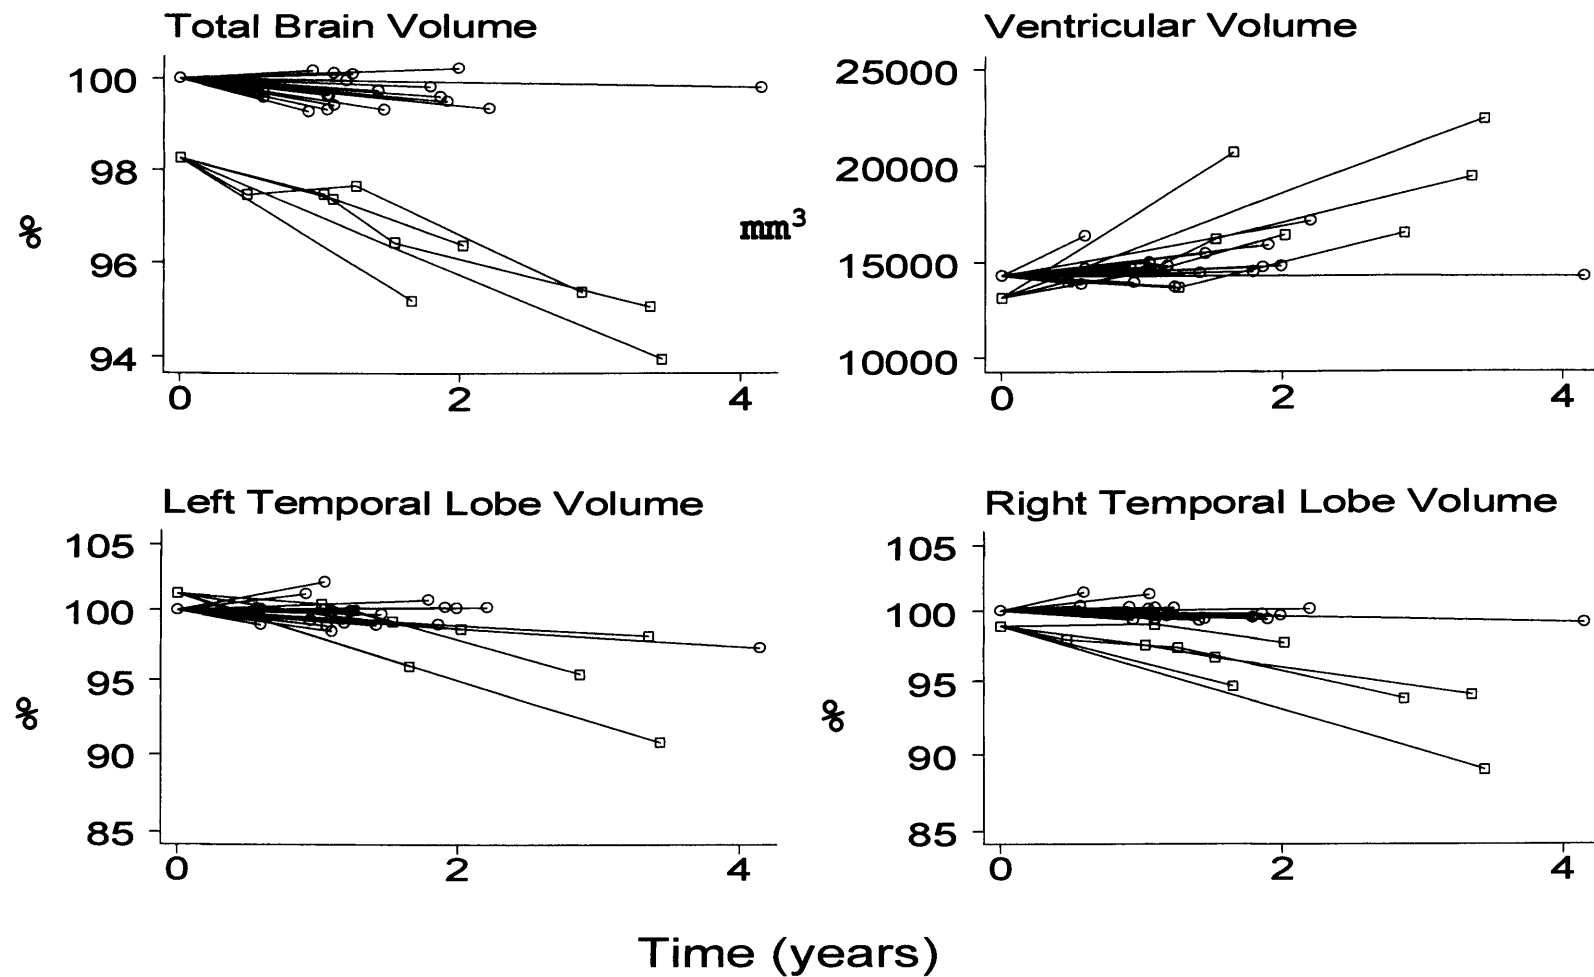 Total Brain Volume
100
98
96
94
%
0 2 4
Ventricular Volume
25000
20000
15000
10000
mm³
0 2 4
Left Temporal Lobe Volume
105
100
95
90
85
%
0 2 4
Right Temporal Lobe Volume
105
100
95
90
85
%
0 2 4
Time (years)